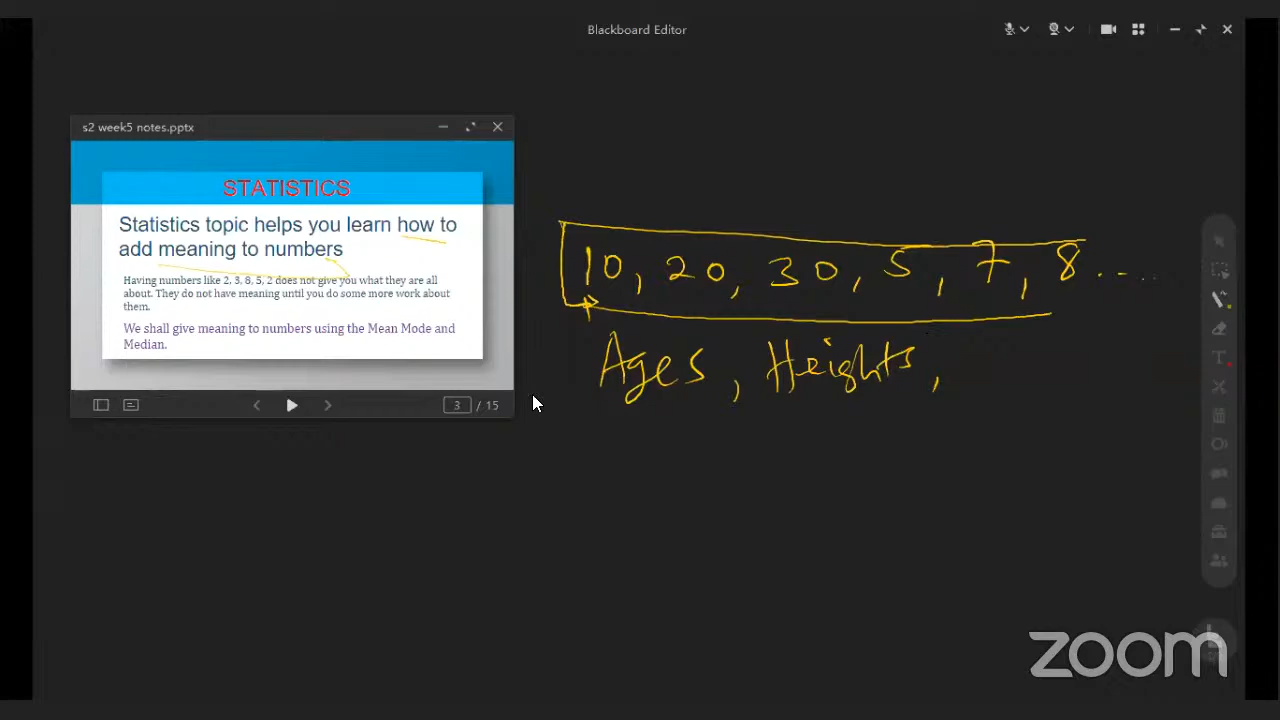 Blackboard Editor
s2 week5 notes.pptx
STATISTICS
Statistics topic helps you learn how to
add meaning to numbers
Having numbers like 2, 3, 8, 5, 2 does not give you what they are all
about. They do not have meaning until you do some more work about
them.
We shall give meaning to numbers using the Mean Mode and
Median.
3 / 15
10, 20, 30, 5, 7, 8.....
Ages, Heights,
zoom